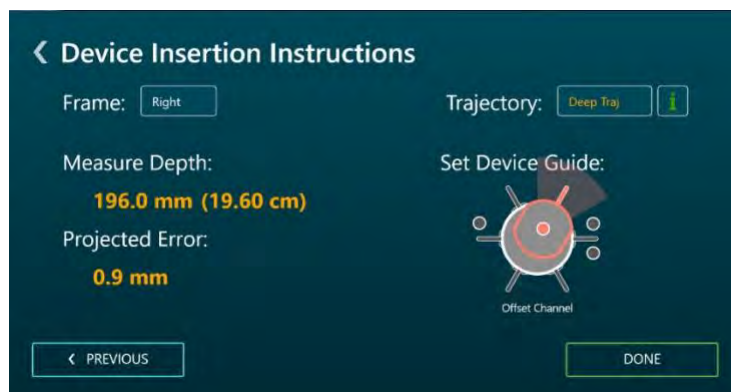 Device Insertion Instructions
Frame: Right
Trajectory: Deep Traj i
Measure Depth:
196.0 mm (19.60 cm)
Set Device Guide:
Projected Error:
0.9 mm
Offset Channel
PREVIOUS
DONE